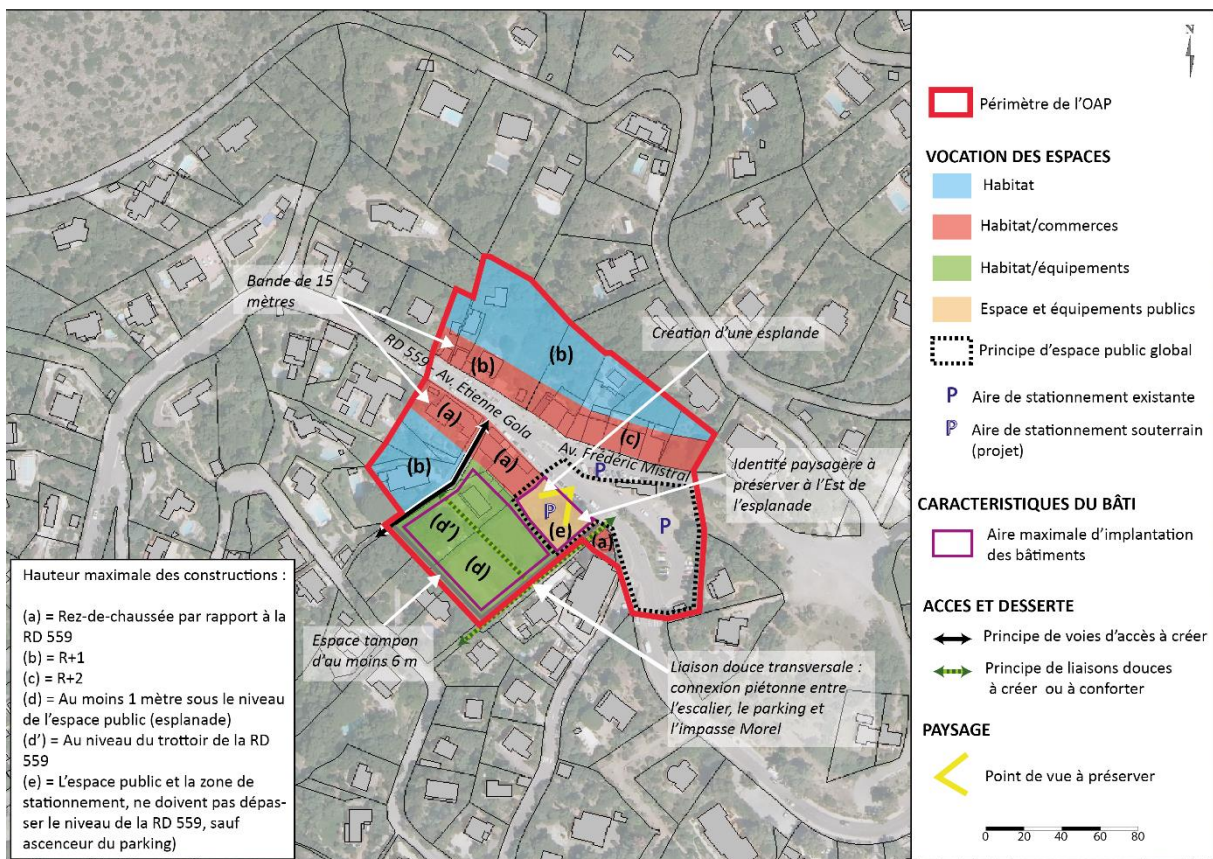 Bande de 15
mètres
RD 559
Av. Etienne Gola
(b)
(b)
Création d'une esplande
(a)
(c)
(a)
Av. Frédéric Mistral
P
Identité paysagère à
préserver à l'Est de
l'esplanade
(b)
P
(e)
P
(a)
(d')
(d)
Espace tampon
d'au moins 6 m
Liaison douce transversale :
connexion piétonne entre
l'escalier, le parking et
l'impasse Morel
Hauteur maximale des constructions :
(a) = Rez-de-chaussée par rapport à la
RD 559
(b) = R+1
(c) = R+2
(d) = Au moins 1 mètre sous le niveau
de l'espace public (esplanade)
(d') = Au niveau du trottoir de la RD
559
(e) = L'espace public et la zone de
stationnement, ne doivent pas dépas-
ser le niveau de la RD 559, sauf
ascenceur du parking)
N
Périmètre de l'OAP
VOCATION DES ESPACES
Habitat
Habitat/commerces
Habitat/équipements
Espace et équipements publics
Principe d'espace public global
P Aire de stationnement existante
P Aire de stationnement souterrain
(projet)
CARACTERISTIQUES DU BÂTI
Aire maximale d'implantation
des bâtiments
ACCES ET DESSERTE
Principe de voies d'accès à créer
Principe de liaisons douces
à créer ou à conforter
PAYSAGE
Point de vue à préserver
0 20 40 60 80